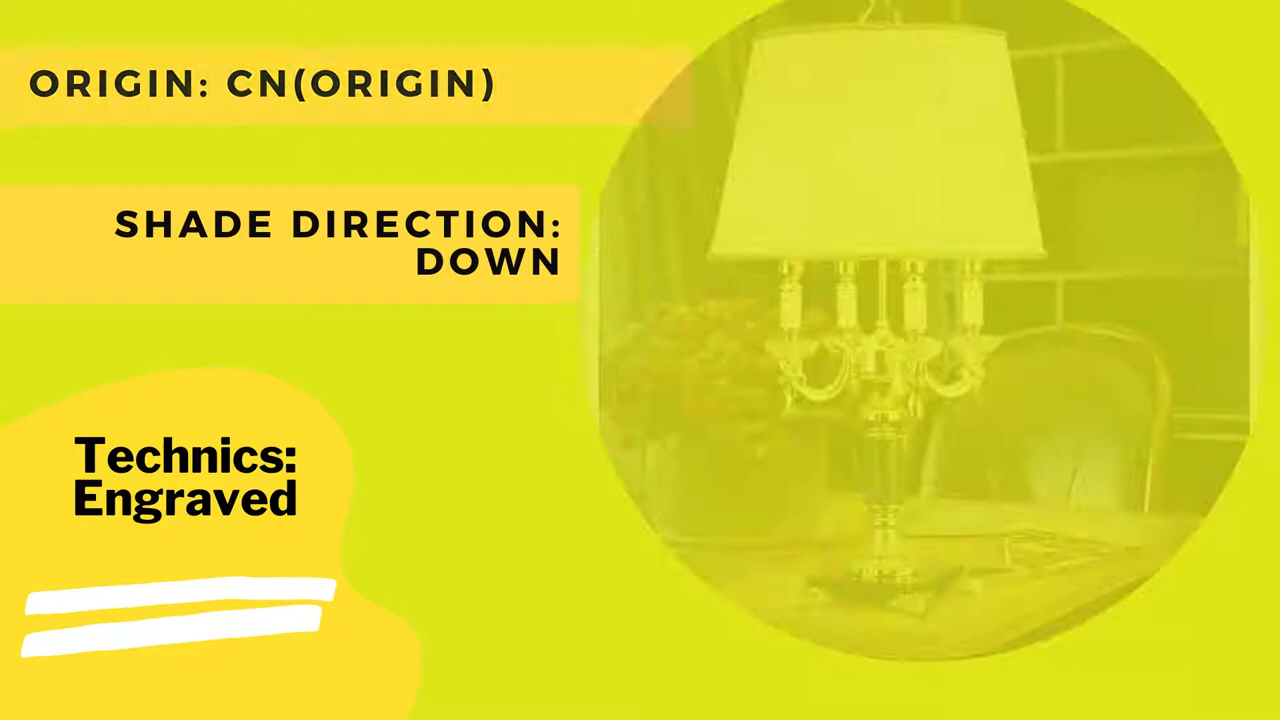 ORIGIN: CN(ORIGIN)
SHADE DIRECTION:
DOWN
Technics:
Engraved